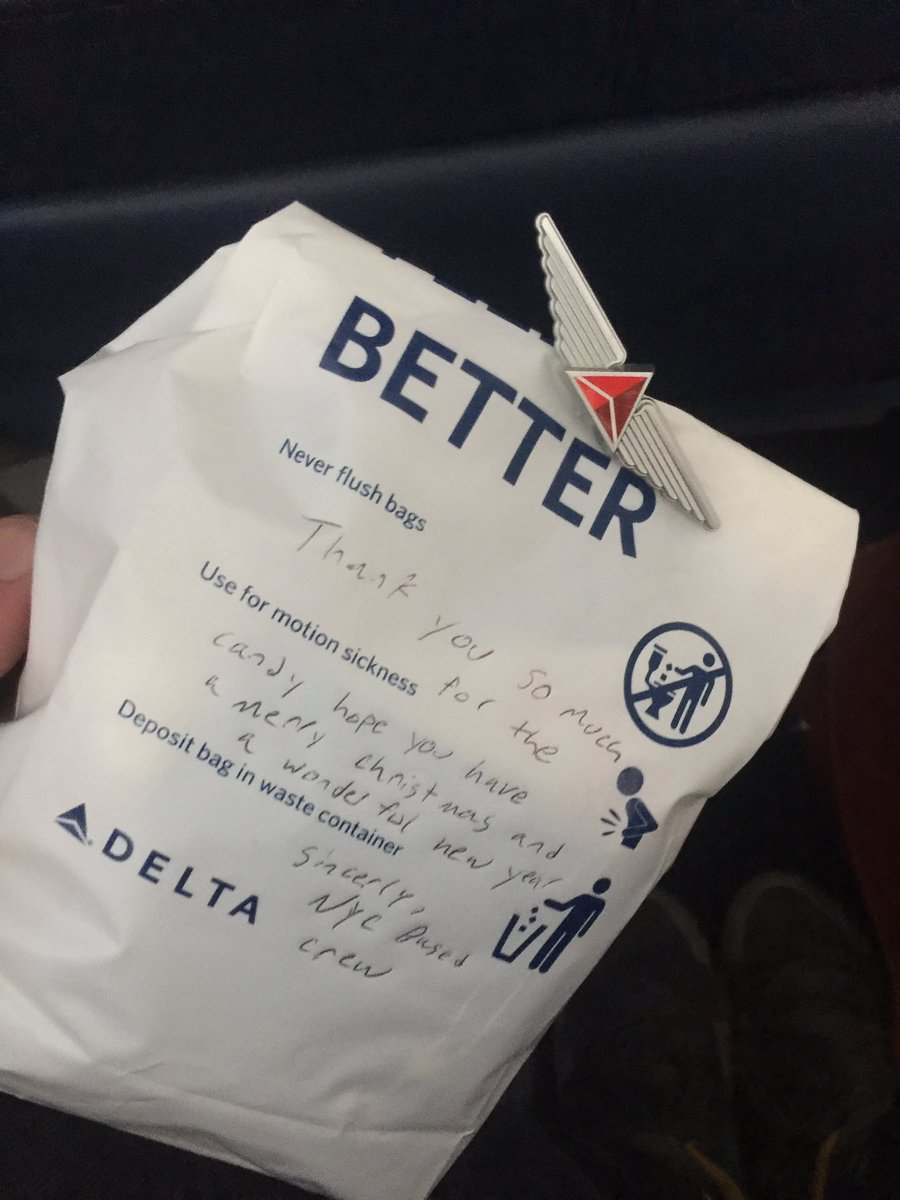 BETTER
Never flush bags
Thank you so much
Use for motion sickness
for the
candy hope you have
a merry christmas and
a wonderful new year
Deposit bag in waste container
Sincerly,
NYC Based
crew
DELTA